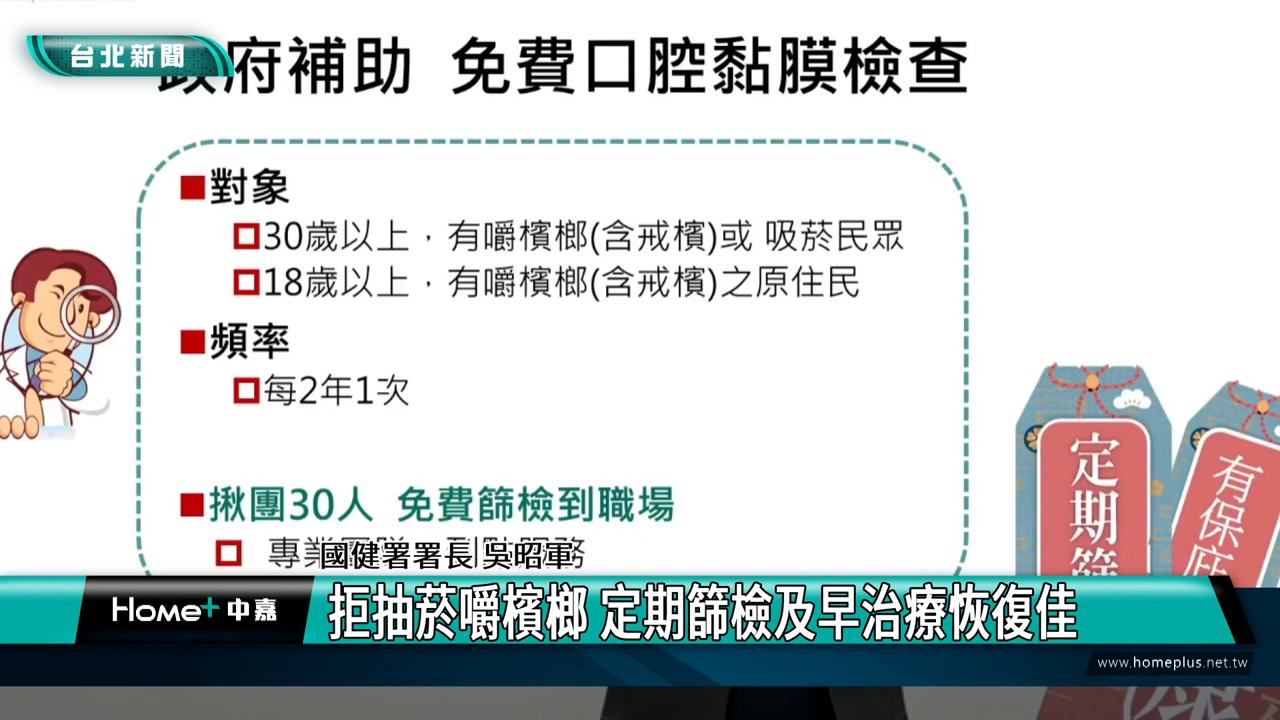 台北新聞
政府補助 免費口腔黏膜檢查
■對象
30歲以上，有嚼檳榔(含戒檳)或 吸菸民眾
18歲以上，有嚼檳榔(含戒檳)之原住民
■頻率
每2年1次
■揪團30人 免費篩檢到職場
專業
國健署署長 吳昭軍
定期篩
有保庇
Home+中嘉
拒抽菸嚼檳榔 定期篩檢及早治療恢復佳
www.homeplus.net.tw